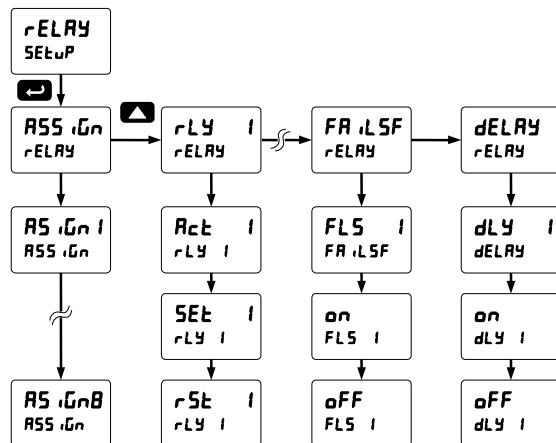 rELAY
SEtuP
ASSiGn
rELAY
rLY 1
rELAY
FAiLSF
rELAY
dELAY
rELAY
ASiGn1
ASSiGn
Act 1
rLY 1
FLS 1
FAiLSF
dLY 1
dELAY
SEt 1
rLY 1
on
FLS 1
on
dLY 1
ASiGn8
ASSiGn
rSt 1
rLY 1
oFF
FLS 1
oFF
dLY 1